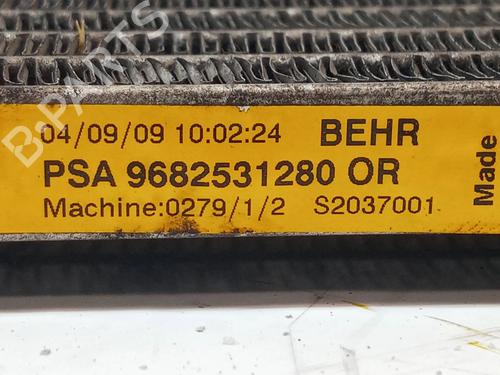 B-PARTS
04/09/09 10:02:24 BEHR
PSA 9682531280 OR
Machine:0279/1/2 S2037001
Made